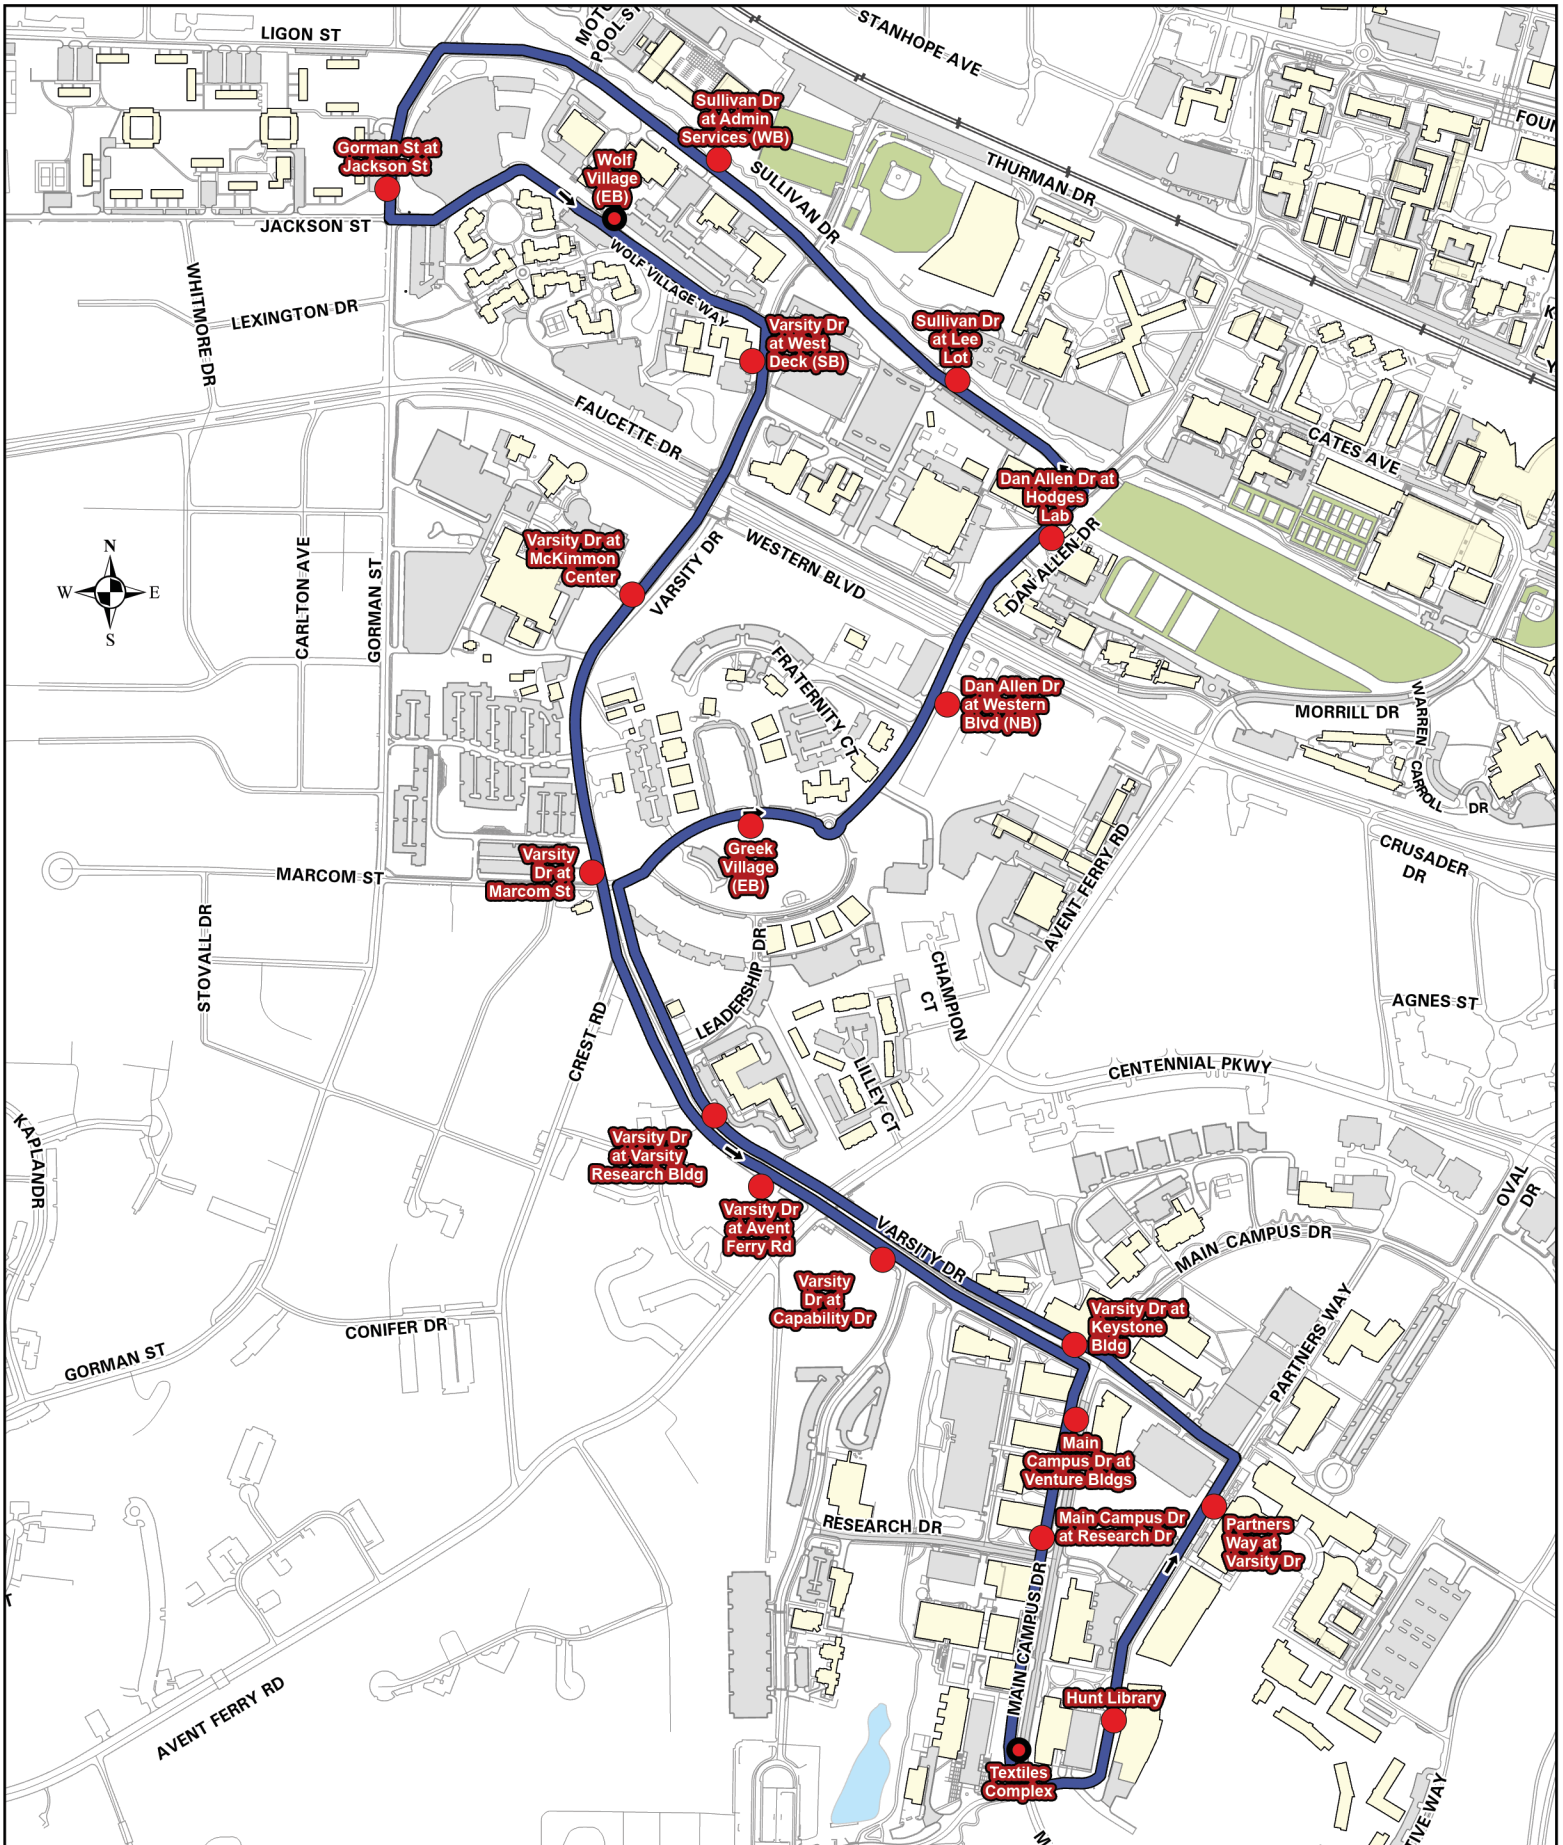 LIGON ST
STANHOPE AVE
POOL ST
Sullivan Dr
at Admin
Services (WB)
Gorman St at
Jackson St
Wolf
Village
(EB)
THURMAN DR
SULLIVAN DR
JACKSON ST
WOLF VILLAGE WAY
WHITMORE DR
LEXINGTON DR
Varsity Dr
at West
Deck (SB)
Sullivan Dr
at Lee
Lot
FAUCETTE DR
CATES AVE
Dan Allen Dr at
Hodges
Lab
Varsity Dr at
McKimmon
Center
VARSITY DR
WESTERN BLVD
DAN ALLEN DR
N
W
E
S
CARLTON AVE
GORMAN ST
FRATERNITY CT
Dan Allen Dr
at Western
Blvd (NB)
MORRILL DR
WARREN
CARROLL
DR
Greek
Village
(EB)
Varsity
Dr at
Marcom St
MARCOM ST
AVENT FERRY RD
CRUSADER
DR
STOVALL DR
LEADERSHIP DR
CHAMPION
CT
AGNES ST
CREST RD
LILLEY CT
CENTENNIAL PKWY
KAPLAN DR
Varsity Dr
at Varsity
Research Bldg
OVAL
DR
Varsity Dr
at Avent
Ferry Rd
VARSITY DR
MAIN CAMPUS DR
Varsity
Dr at
Capability Dr
Varsity Dr at
Keystone
Bldg
PARTNERS WAY
CONIFER DR
GORMAN ST
Main
Campus Dr at
Venture Bldgs
RESEARCH DR
Main Campus Dr
at Research Dr
Partners
Way at
Varsity Dr
MAIN CAMPUS DR
AVENT FERRY RD
Hunt Library
Textiles
Complex
TIVE WAY